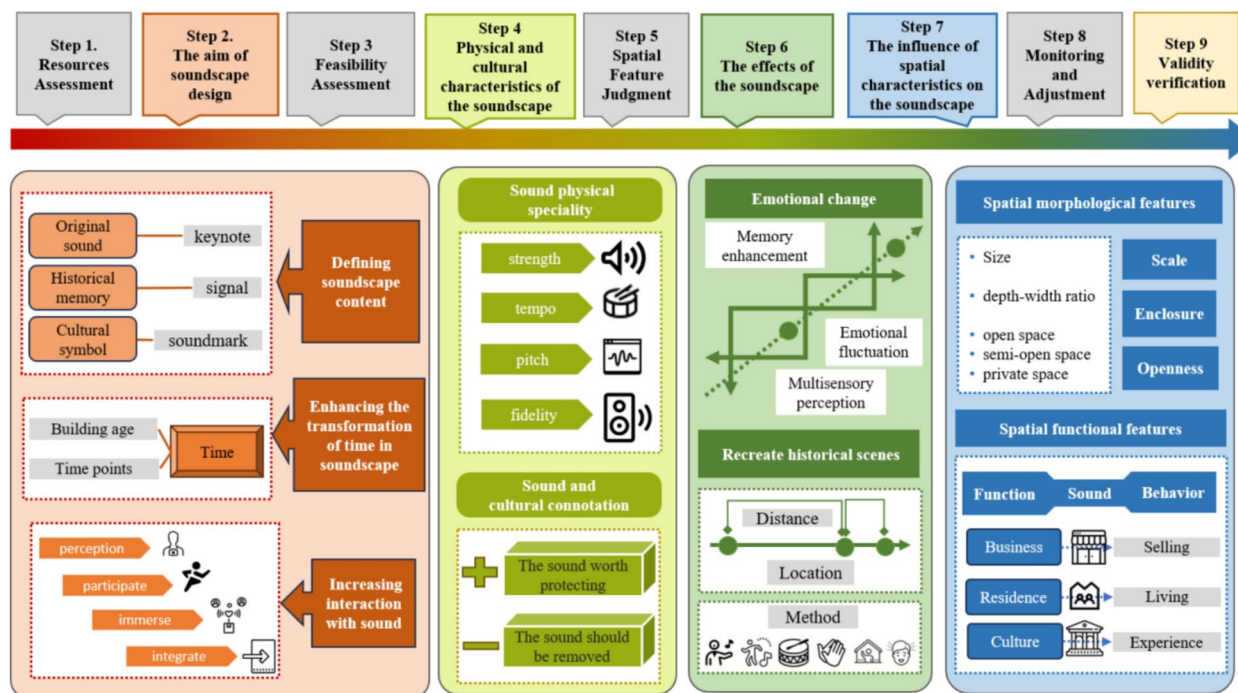 Step 1.
Resources
Assessment
Step 2.
The aim of
soundscape
design
Step 3
Feasibility
Assessment
Step 4
Physical and
cultural
characteristics of
the soundscape
Step 5
Spatial
Feature
Judgment
Step 6
The effects of
the soundscape
Step 7
The influence of
spatial
characteristics on
the soundscape
Step 8
Monitoring
and
Adjustment
Step 9
Validity
verification
Original
sound
keynote
Historical
memory
signal
Cultural
symbol
soundmark
Defining
soundscape
content
Building age
Time points
Time
Enhancing the
transformation
of time in
soundscape
perception
participate
immerse
integrate
Increasing
interaction
with sound
Sound physical
speciality
strength
tempo
pitch
fidelity
Sound and
cultural connotation
The sound worth
protecting
The sound should
be removed
Emotional change
Memory
enhancement
Emotional
fluctuation
Multisensory
perception
Recreate historical scenes
Distance
Location
Method
Spatial morphological features
• Size
• depth-width ratio
• open space
• semi-open space
• private space
Scale
Enclosure
Openness
Spatial functional features
Function
Sound
Behavior
Business
Selling
Residence
Living
Culture
Experience